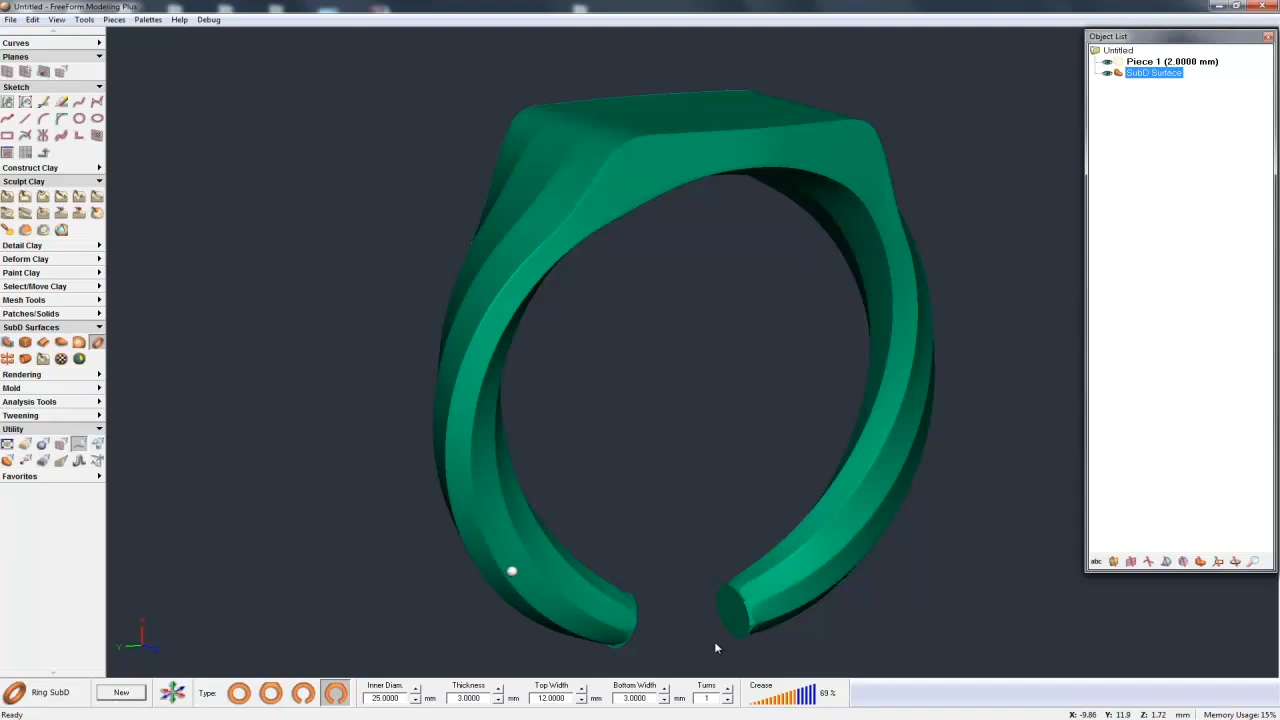 Untitled - FreeForm Modeling Plus
File Edit View Tools Pieces Palettes Help Debug
Curves
Planes
Sketch
Construct Clay
Sculpt Clay
Detail Clay
Deform Clay
Paint Clay
Select/Move Clay
Mesh Tools
Patches/Solids
SubD Surfaces
Rendering
Mold
Analysis Tools
Tweening
Utility
Favorites
Object List
Untitled
Piece 1 (2.0000 mm)
SubD Surface
abc
X
Y
Ring SubD
New
Type:
Inner Diam. Thickness Top Width Bottom Width Turns Crease
25.0000 mm 3.0000 mm 12.0000 mm 3.0000 mm 1 69 %
Ready
X: -9.86 Y: 11.9 Z: 1.72 mm Memory Usage: 15%